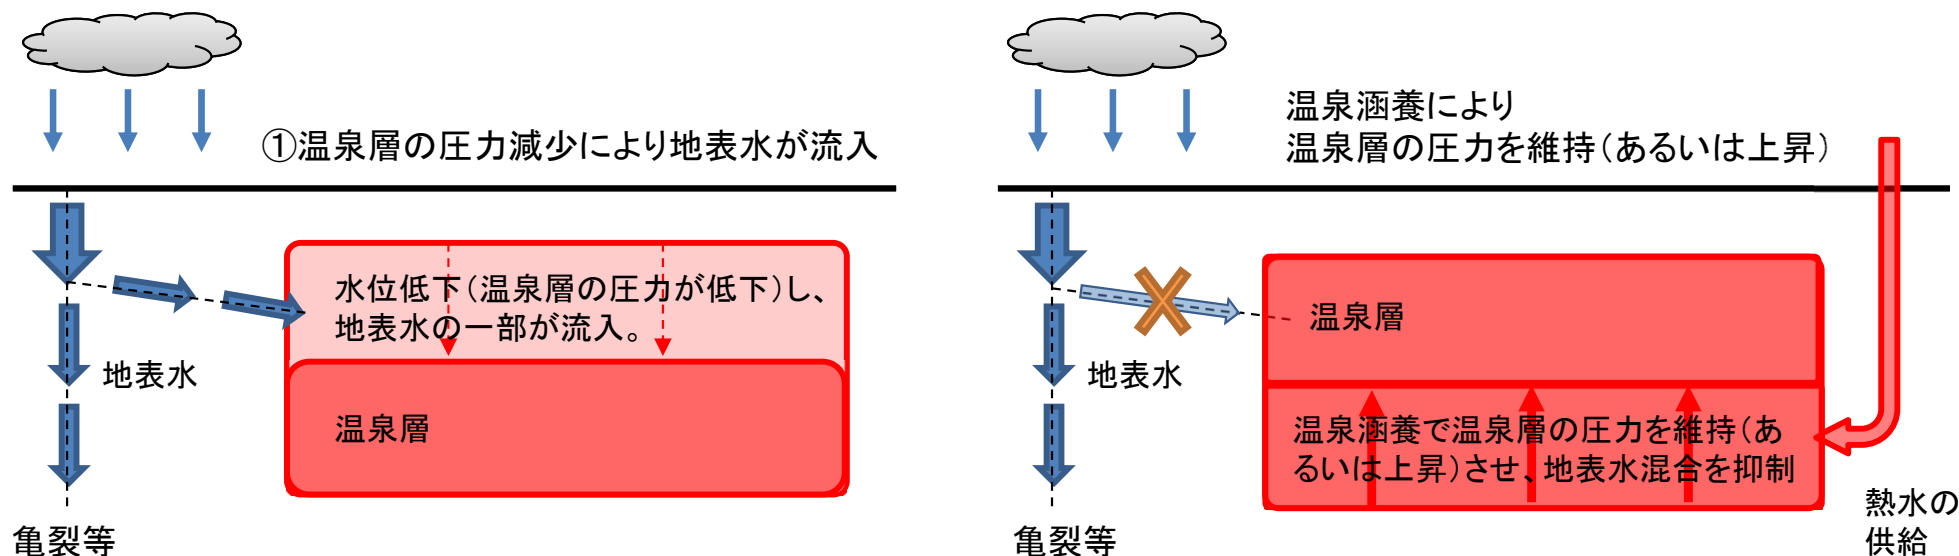 ①温泉層の圧力減少により地表水が流入
水位低下（温泉層の圧力が低下）し、
地表水の一部が流入。
地表水
温泉層
亀裂等
温泉涵養により
温泉層の圧力を維持（あるいは上昇）
温泉層
地表水
温泉涵養で温泉層の圧力を維持（あ
るいは上昇）させ、地表水混合を抑制
亀裂等
熱水の
供給